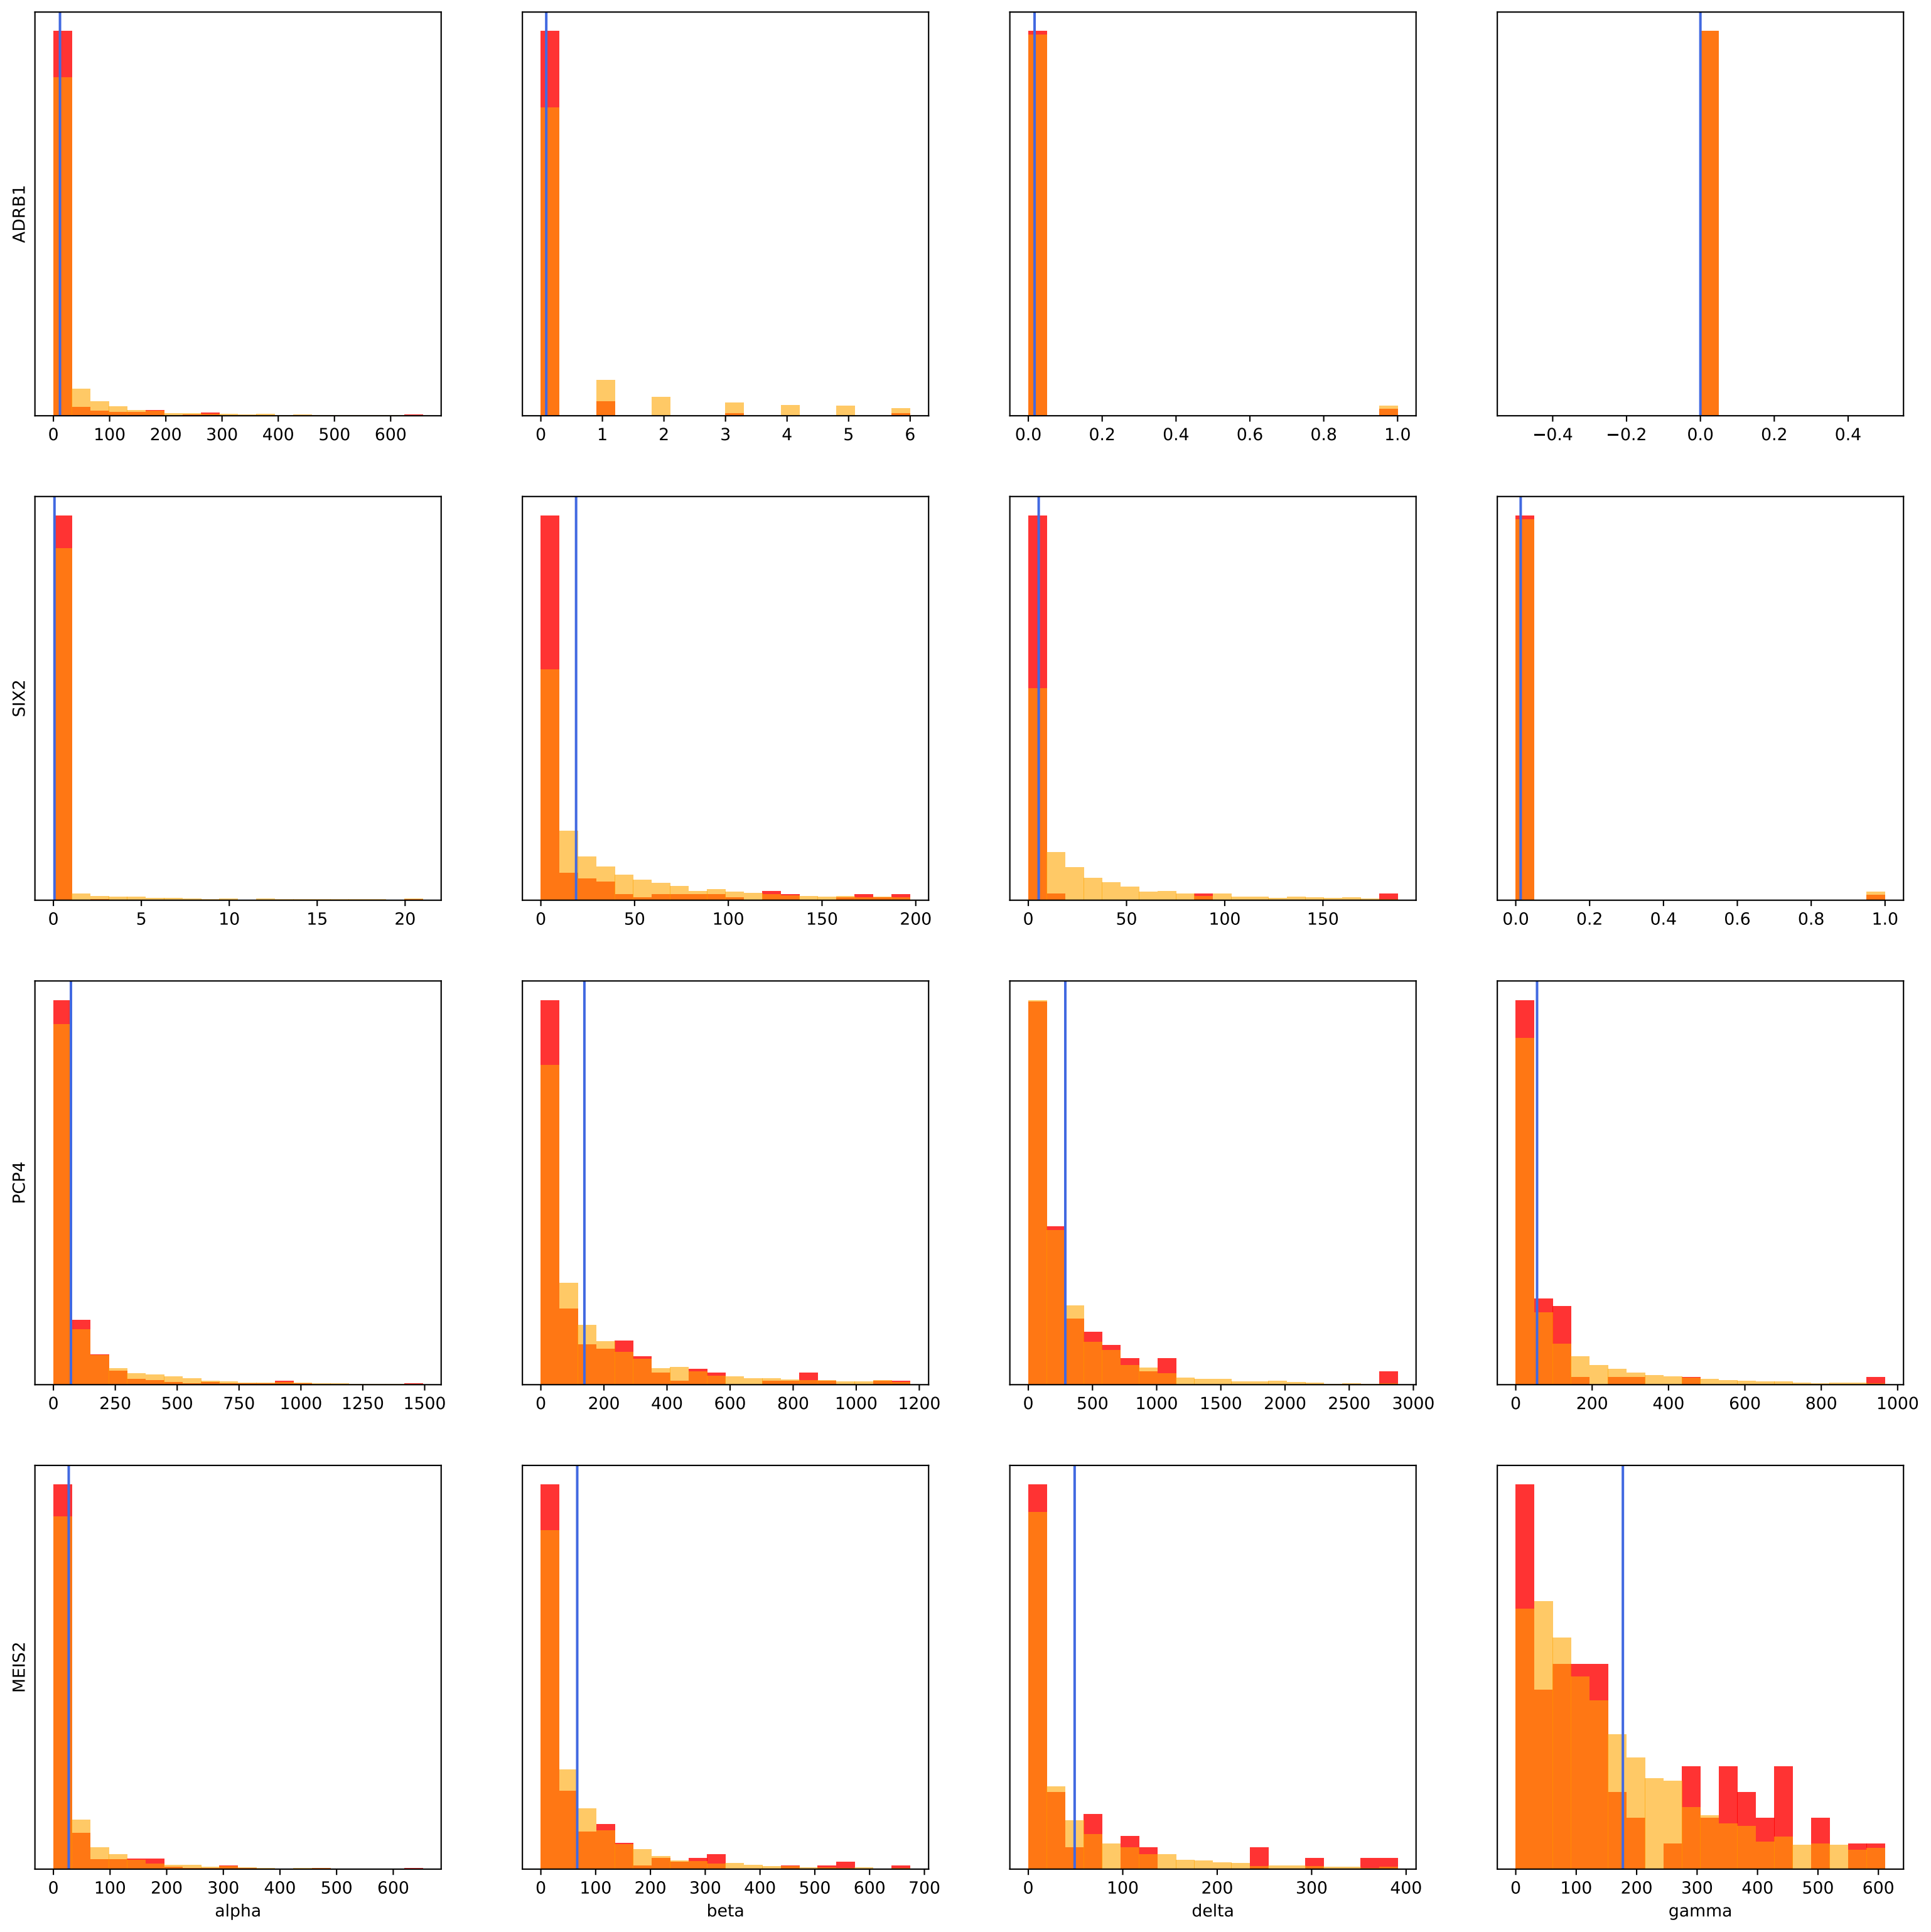 ADRB1
0 100 200 300 400 500 600
0 1 2 3 4 5 6
0.0 0.2 0.4 0.6 0.8 1.0
−0.4 −0.2 0.0 0.2 0.4
SIX2
0 5 10 15 20
0 50 100 150 200
0 50 100 150
0.0 0.2 0.4 0.6 0.8 1.0
PCP4
0 250 500 750 1000 1250 1500
0 200 400 600 800 1000 1200
0 500 1000 1500 2000 2500 3000
0 200 400 600 800 1000
MEIS2
0 100 200 300 400 500 600
0 100 200 300 400 500 600 700
0 100 200 300 400
0 100 200 300 400 500 600
alpha
beta
delta
gamma